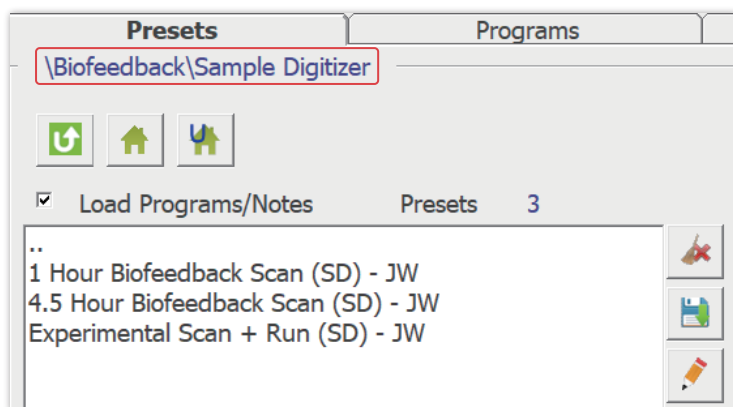 Presets Programs
\Biofeedback\Sample Digitizer
U
Load Programs/Notes Presets 3
..
1 Hour Biofeedback Scan (SD) - JW
4.5 Hour Biofeedback Scan (SD) - JW
Experimental Scan + Run (SD) - JW